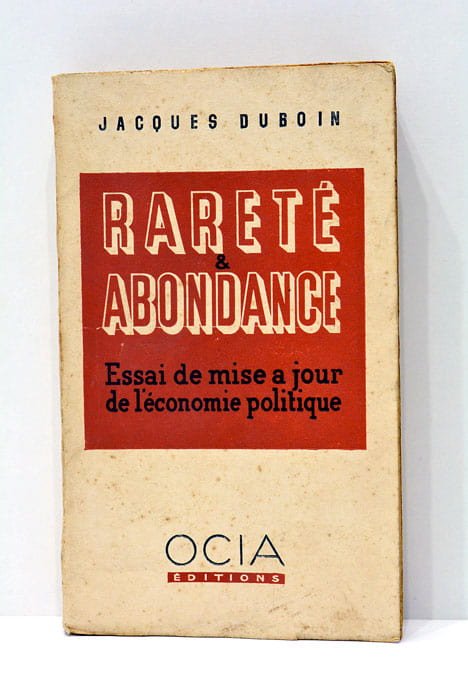 JACQUES DUBOIN
RARETÉ
&
ABONDANCE
Essai de mise a jour
de l'économie politique
OCIA
ÉDITIONS